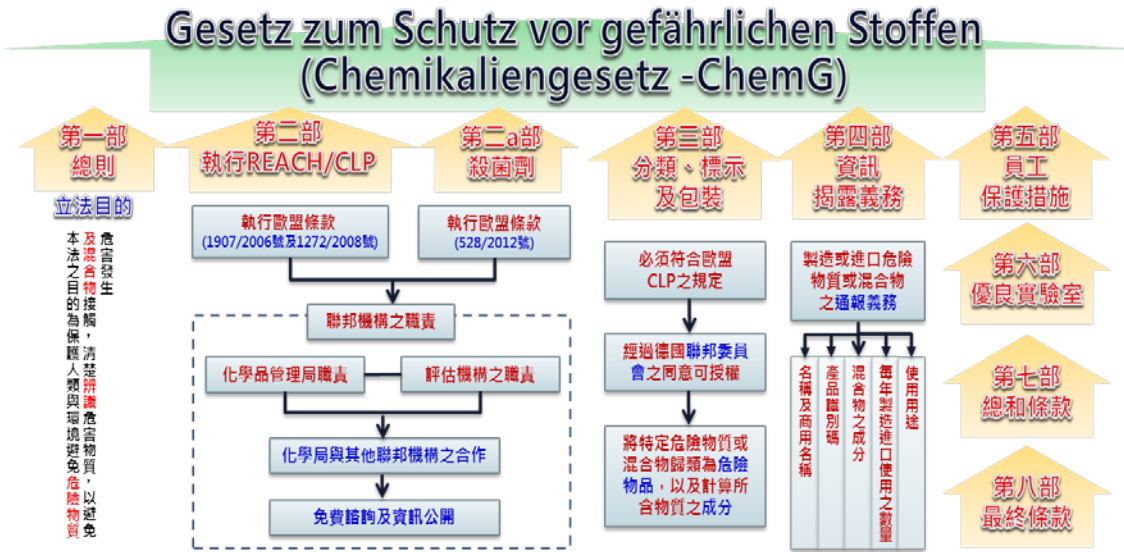 Gesetz zum Schutz vor gefährlichen Stoffen
(Chemikaliengesetz -ChemG)
第一部
總則
立法目的
本法之目的為保護人類與環境避免危險物質
及混合物接觸，清楚辨識危害物質，以避免
危害發生
第二部
執行REACH/CLP
第二a部
殺菌劑
執行歐盟條款
(1907/2006號及1272/2008號)
執行歐盟條款
(528/2012號)
聯邦機構之職責
化學品管理局職責
評估機構之職責
化學局與其他聯邦機構之合作
免費諮詢及資訊公開
第三部
分類、標示
及包裝
必須符合歐盟
CLP之規定
經過德國聯邦委員
會之同意可授權
將特定危險物質或
混合物歸類為危險
物品，以及計算所
含物質之成分
第四部
資訊
揭露義務
製造或進口危險
物質或混合物
之通報義務
名稱及商用名稱
產品識別碼
混合物之成分
每年製造進口使用之數量
使用用途
第五部
員工
保護措施
第六部
優良實驗室
第七部
總和條款
第八部
最終條款